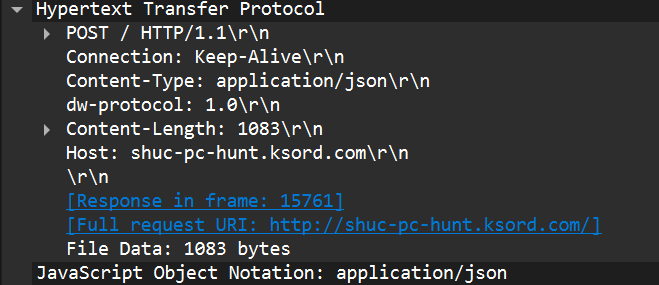 Hypertext Transfer Protocol
POST / HTTP/1.1\r\n
Connection: Keep-Alive\r\n
Content-Type: application/json\r\n
dw-protocol: 1.0\r\n
Content-Length: 1083\r\n
Host: shuc-pc-hunt.ksord.com\r\n
\r\n
[Response in frame: 15761]
[Full request URI: http://shuc-pc-hunt.ksord.com/]
File Data: 1083 bytes
JavaScript Object Notation: application/json